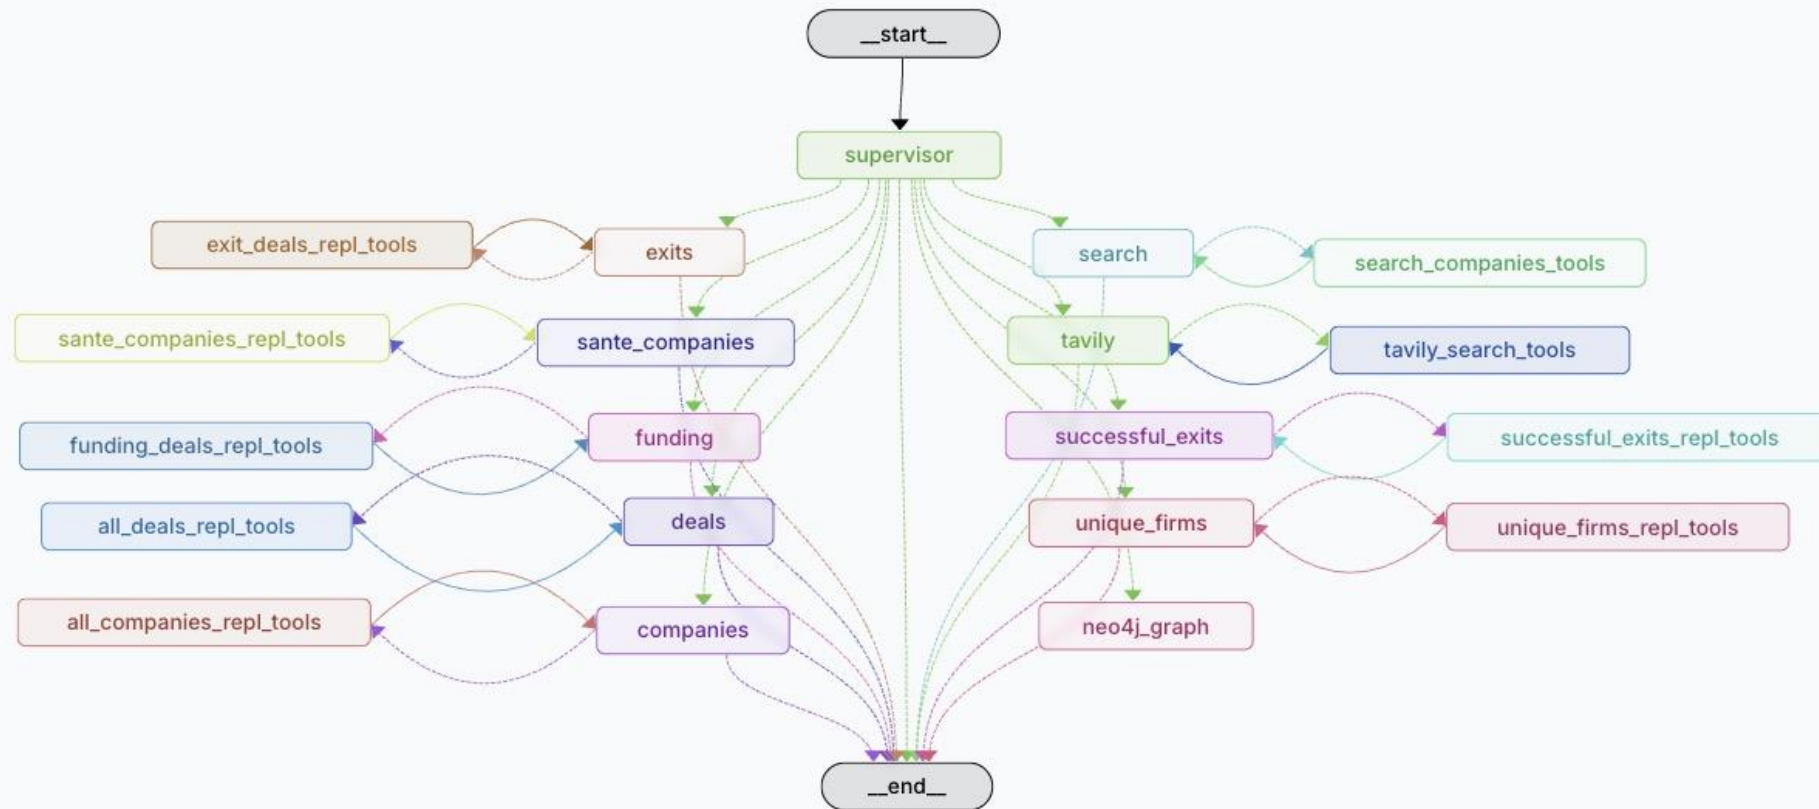 __start__
supervisor
exit_deals_repl_tools
exits
search
search_companies_tools
sante_companies_repl_tools
sante_companies
tavily
tavily_search_tools
funding_deals_repl_tools
funding
successful_exits
successful_exits_repl_tools
all_deals_repl_tools
deals
unique_firms
unique_firms_repl_tools
all_companies_repl_tools
companies
neo4j_graph
__end__